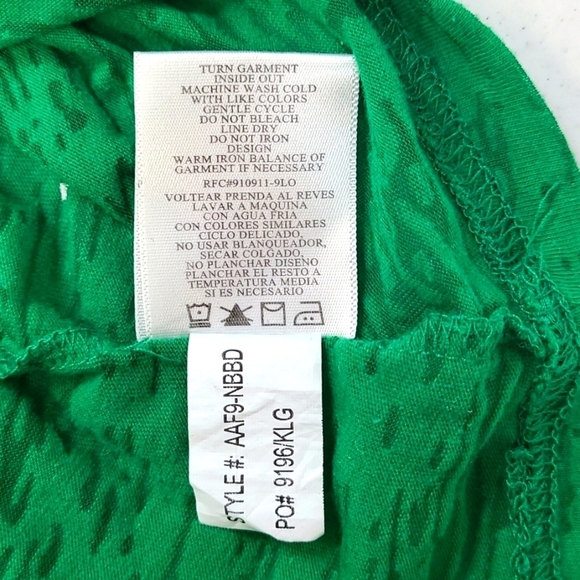 TURN GARMENT
INSIDE OUT
MACHINE WASH COLD
WITH LIKE COLORS
GENTLE CYCLE
DO NOT BLEACH
LINE DRY
DO NOT IRON
DESIGN
WARM IRON BALANCE OF
GARMENT IF NECESSARY
RFC#910911-9LO
VOLTEAR PRENDA AL REVES
LAVAR A MAQUINA
CON AGUA FRIA
CON COLORES SIMILARES
CICLO DELICADO,
NO USAR BLANQUEADOR,
SECAR COLGADO,
NO PLANCHAR DISENO
PLANCHAR EL RESTO A
TEMPERATURA MEDIA
SI ES NECESARIO
STYLE #: AAF9-NBBD
PO# 9196/KLG